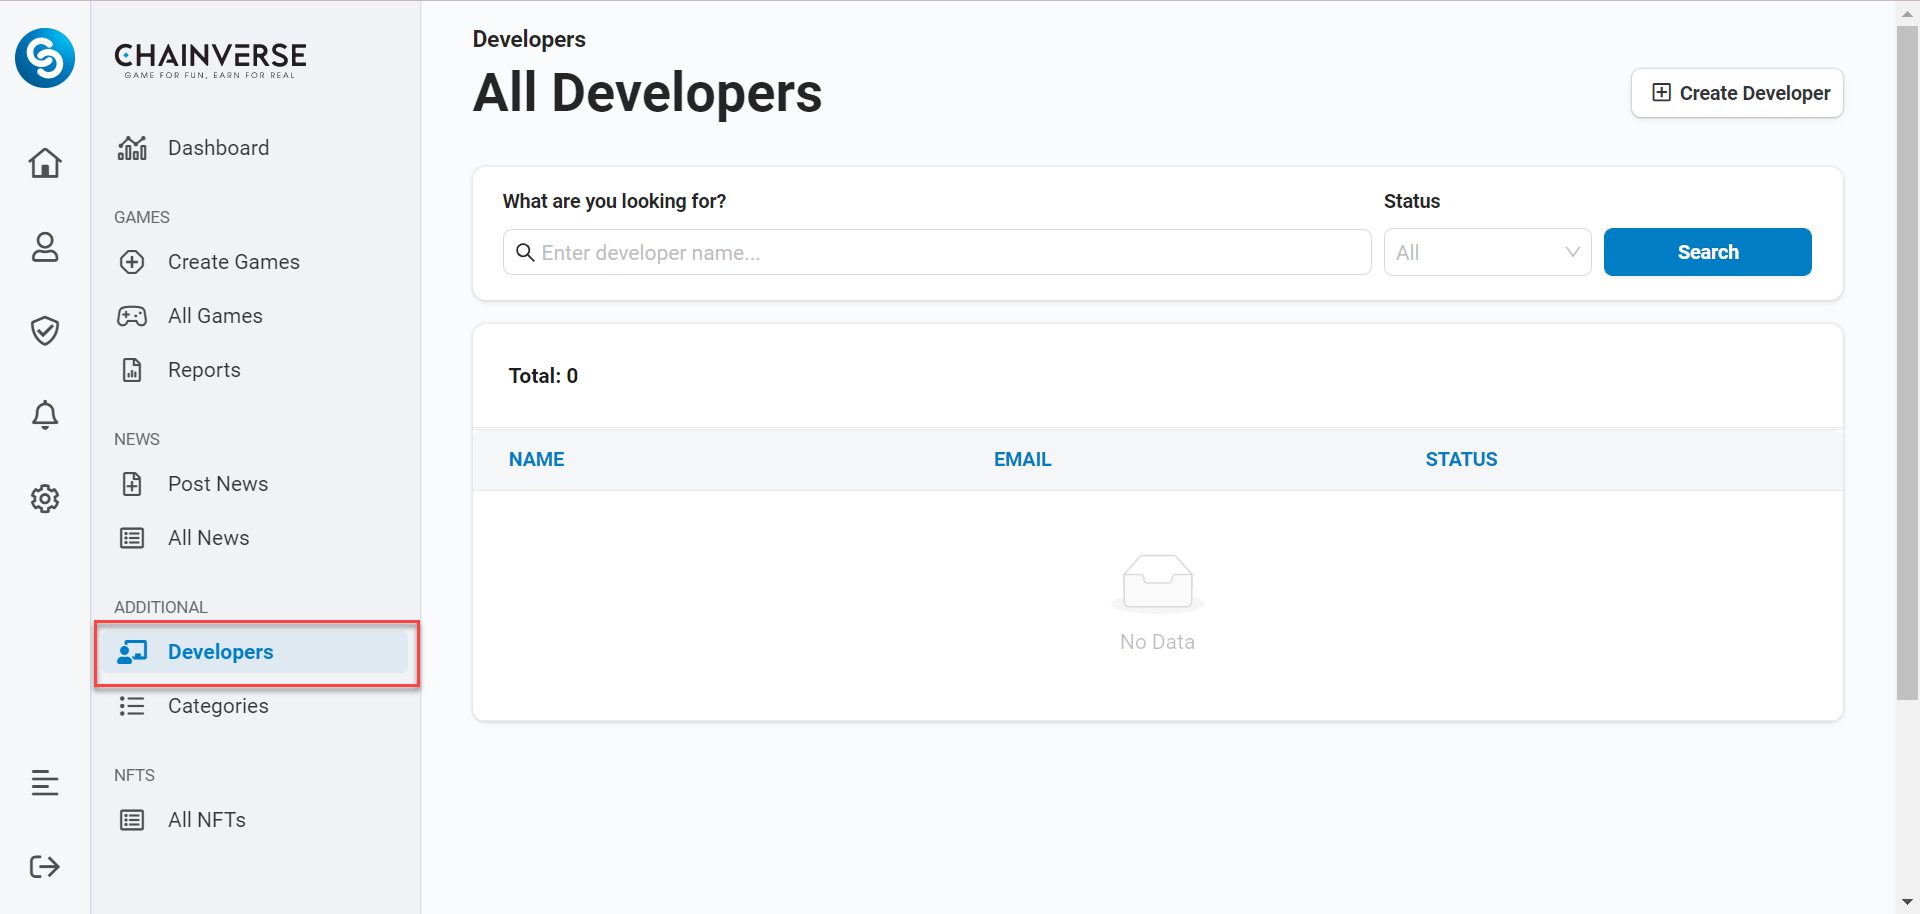 CHAINVERSE
GAME FOR FUN, EARN FOR REAL
Dashboard
GAMES
Create Games
All Games
Reports
NEWS
Post News
All News
ADDITIONAL
Developers
Categories
NFTS
All NFTs
Developers
All Developers
Create Developer
What are you looking for?
Status
Enter developer name...
All
Search
Total: 0
NAME EMAIL STATUS
No Data